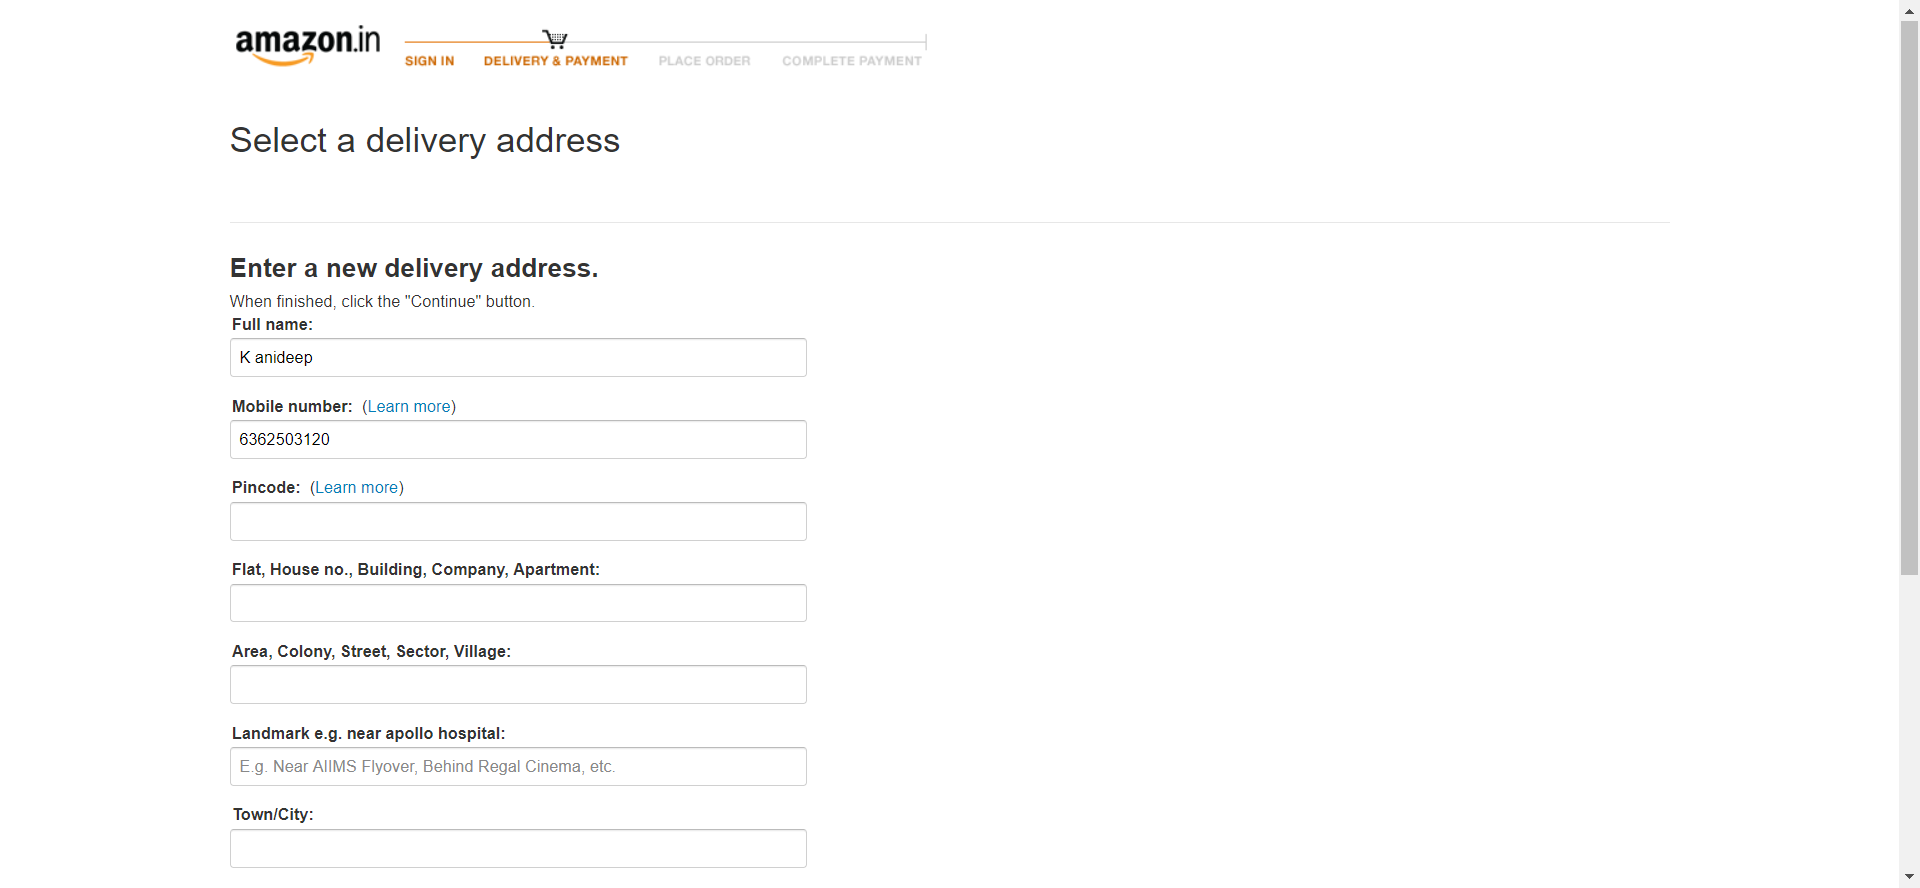 amazon.in
SIGN IN DELIVERY & PAYMENT PLACE ORDER COMPLETE PAYMENT
Select a delivery address
Enter a new delivery address.
When finished, click the "Continue" button.
Full name:
K anideep
Mobile number: (Learn more)
6362503120
Pincode: (Learn more)
Flat, House no., Building, Company, Apartment:
Area, Colony, Street, Sector, Village:
Landmark e.g. near apollo hospital:
E.g. Near AIIMS Flyover, Behind Regal Cinema, etc.
Town/City: